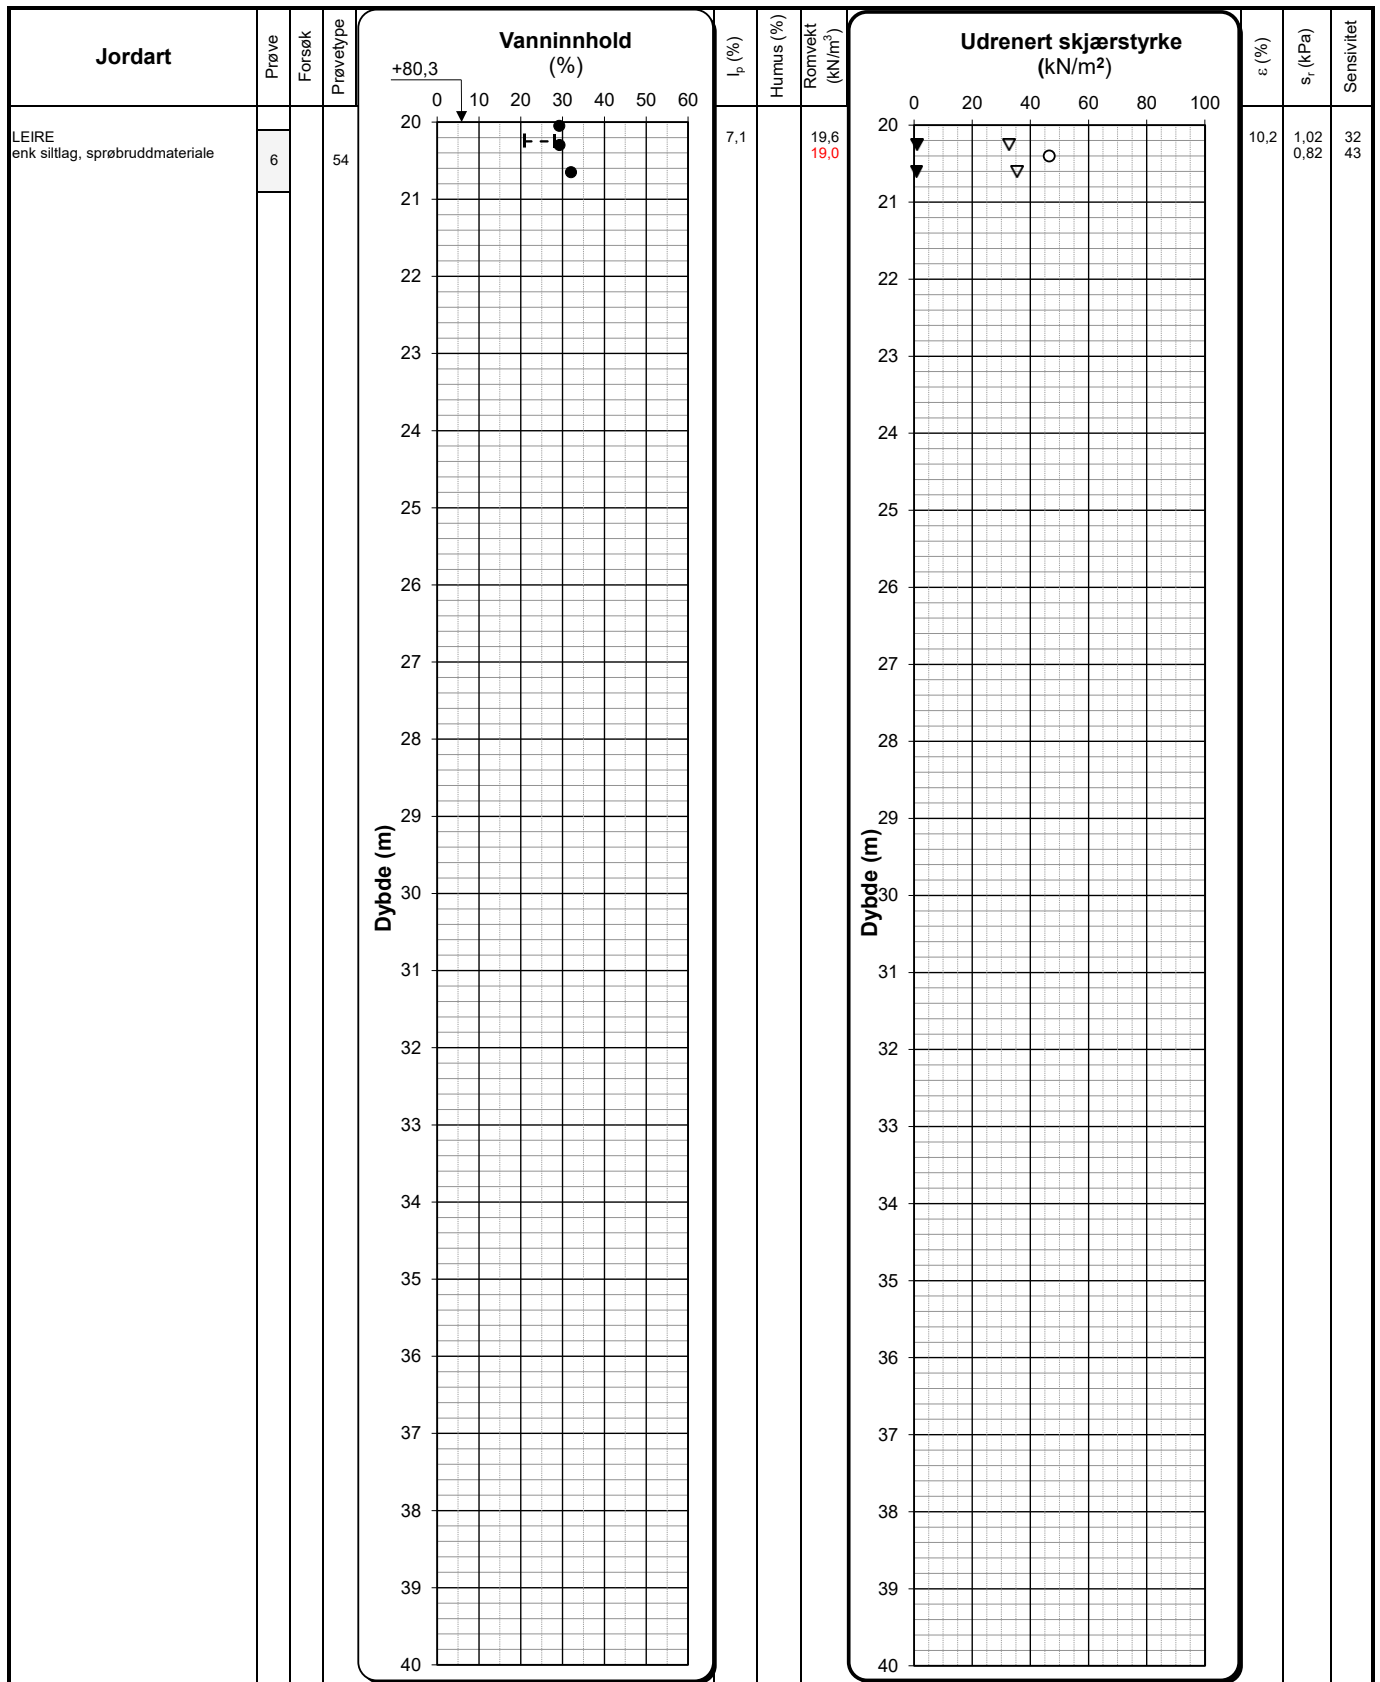 Jordart
Prøve
Forsøk
Prøvetype
Vanninnhold
(%)
+80,3
0 10 20 30 40 50 60
Ip (%)
Humus (%)
Romvekt
(kN/m3)
Udrenert skjærstyrke
(kN/m2)
0 20 40 60 80 100
ε (%)
sr (kPa)
Sensivitet
LEIRE
enk siltlag, sprøbruddmateriale
6
54
7,1
19,6
19,0
10,2
1,02
0,82
32
43
20
21
22
23
24
25
26
27
28
29
30
31
32
33
34
35
36
37
38
39
40
Dybde (m)
20
21
22
23
24
25
26
27
28
29
30
31
32
33
34
35
36
37
38
39
40
Dybde (m)